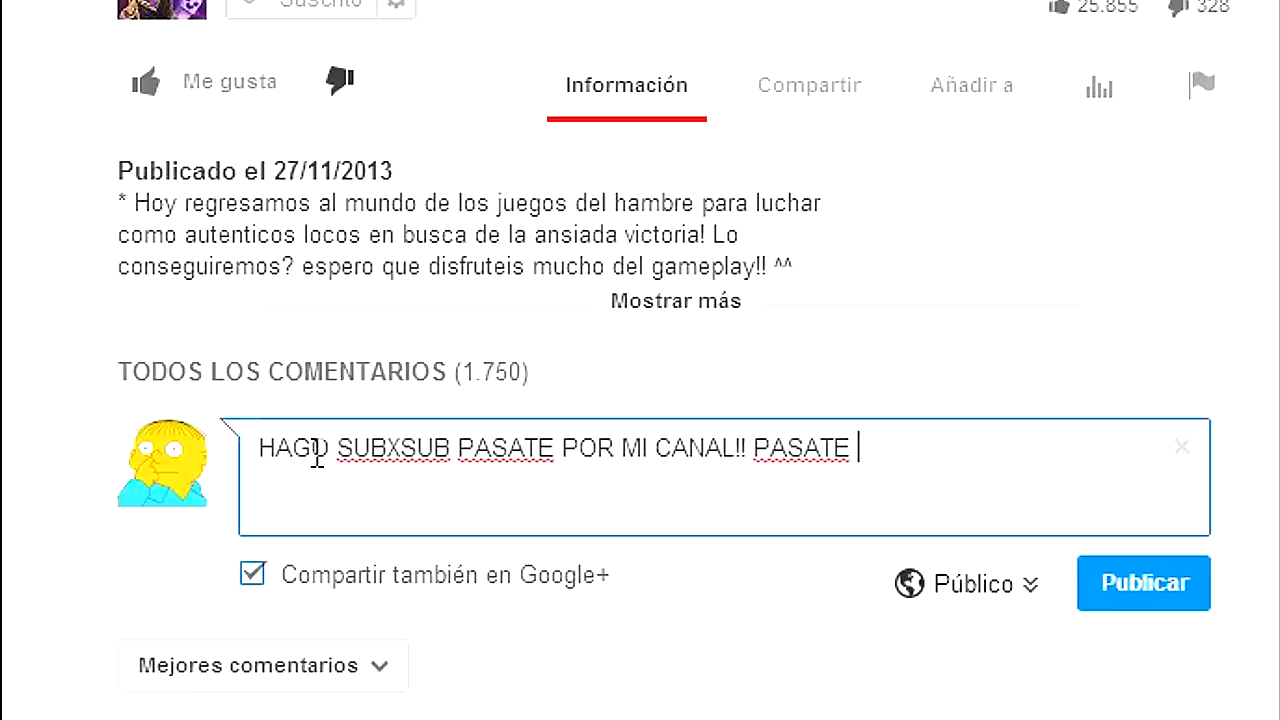 Suscrito
25.855 328
Me gusta Información Compartir Añadir a
Publicado el 27/11/2013
* Hoy regresamos al mundo de los juegos del hambre para luchar
como autenticos locos en busca de la ansiada victoria! Lo
conseguiremos? espero que disfruteis mucho del gameplay!! ^^
Mostrar más
TODOS LOS COMENTARIOS (1.750)
HAGO SUBXSUB PASATE POR MI CANAL!! PASATE
Compartir también en Google+
Público Publicar
Mejores comentarios